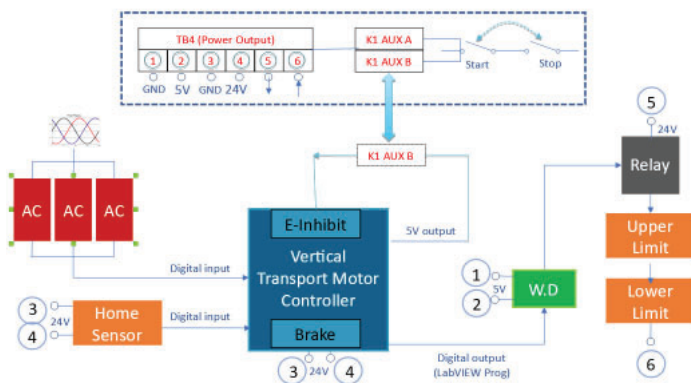 TB4 (Power Output)
1 2 3 4 5 6
GND 5V GND 24V
K1 AUX A
K1 AUX B
Start Stop
K1 AUX B
AC AC AC
Digital input
E-Inhibit
Vertical
Transport Motor
Controller
Brake
5V output
3
24V
4
Home
Sensor
Digital input
3 24V 4
Digital output
(LabVIEW Prog)
1
5V
2
W.D
5
24V
Relay
Upper
Limit
Lower
Limit
6